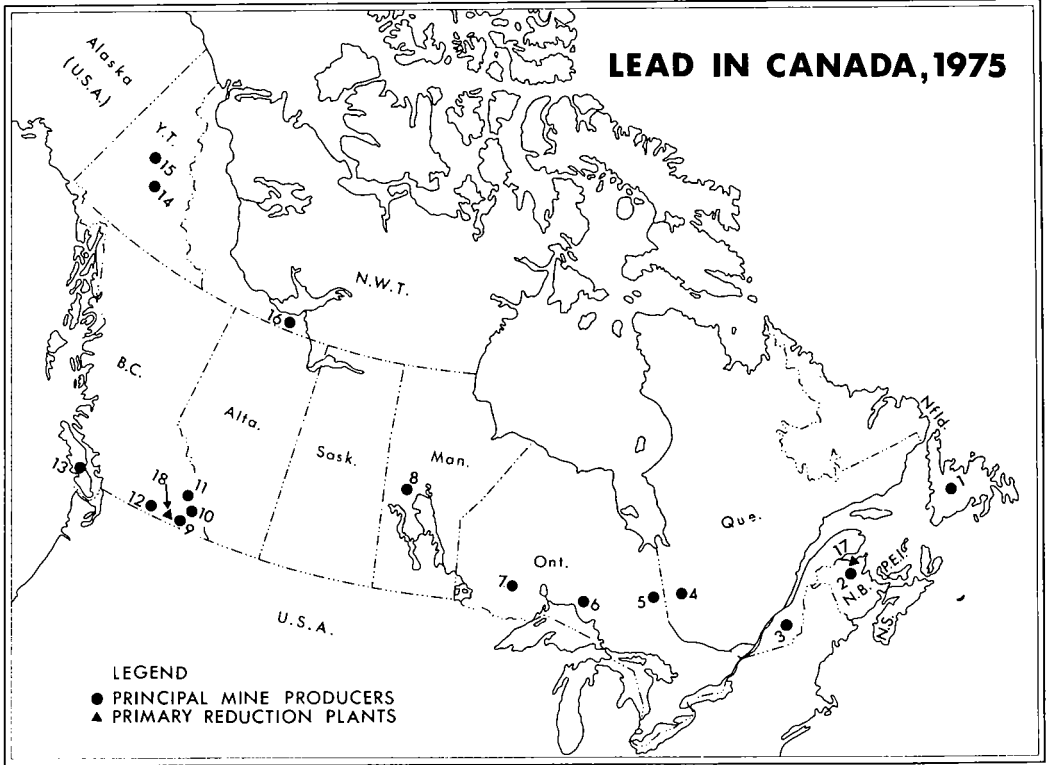 LEAD IN CANADA, 1975
Alaska
(U.S.A.)
Y.T.
15
14
N.W.T.
16
B.C.
Alta.
Sask.
Man.
Nfld.
13
18
11
12
10
9
8
1
Que.
Ont.
17
P.E.I.
2
N.B.
N.S.
7
6
5
4
3
U.S.A.
LEGEND
PRINCIPAL MINE PRODUCERS
PRIMARY REDUCTION PLANTS